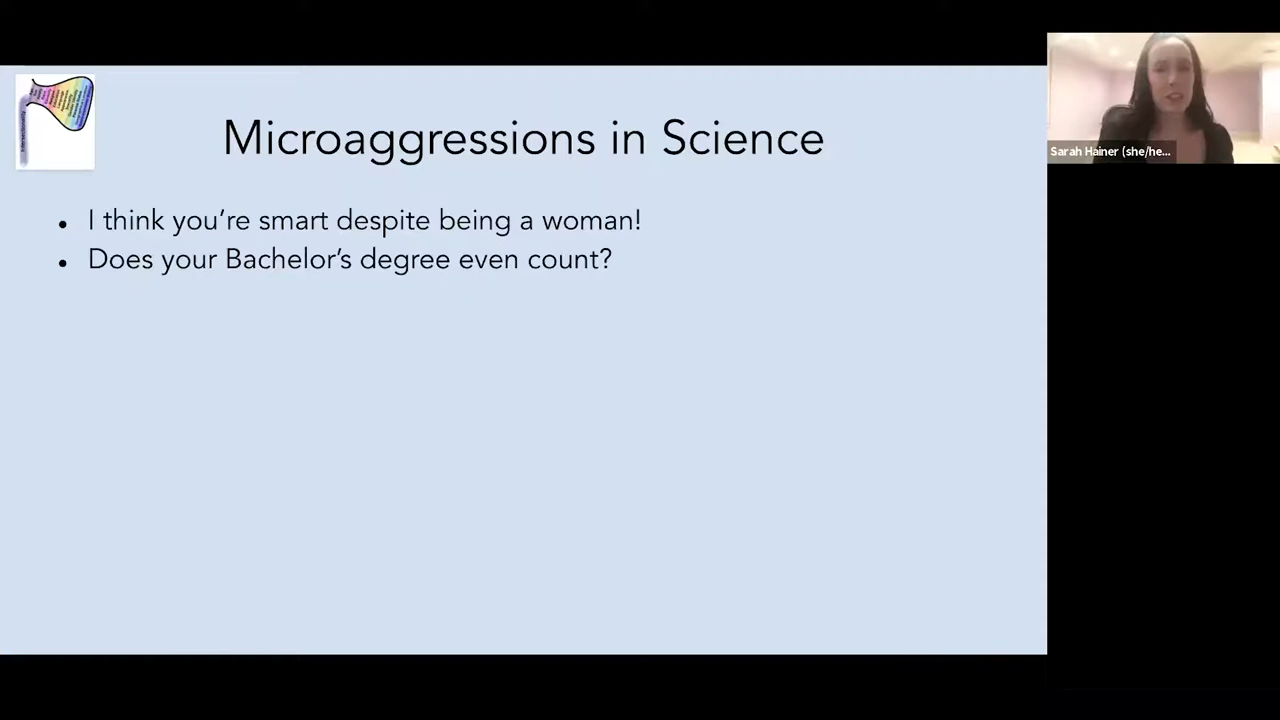 Microaggressions in Science
• I think you're smart despite being a woman!
• Does your Bachelor's degree even count?
Sarah Hainer (she/he...
Intersectionality